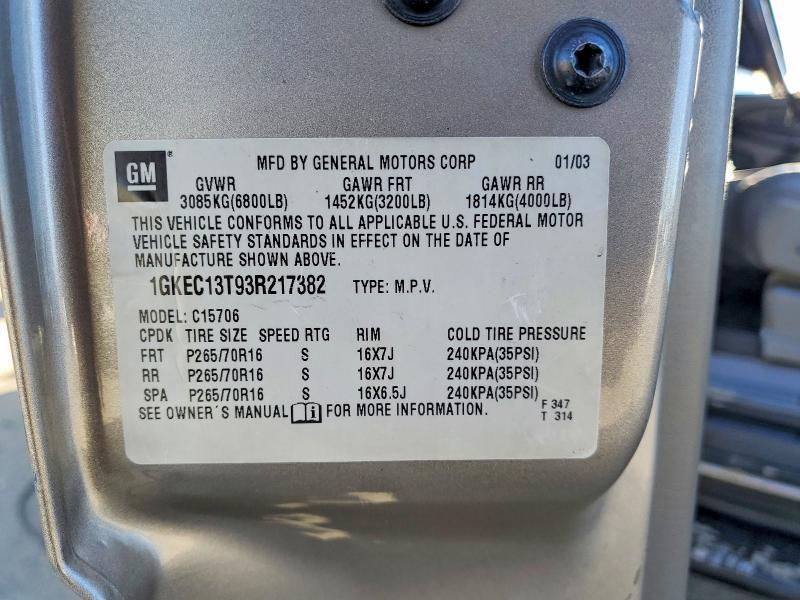 GM ® MFD BY GENERAL MOTORS CORP 01/03
GVWR GAWR FRT GAWR RR
3085KG(6800LB) 1452KG(3200LB) 1814KG(4000LB)
THIS VEHICLE CONFORMS TO ALL APPLICABLE U.S. FEDERAL MOTOR
VEHICLE SAFETY STANDARDS IN EFFECT ON THE DATE OF
MANUFACTURE SHOWN ABOVE.
1GKEC13T93R217382 TYPE: M.P.V.
MODEL: C15706
CPDK TIRE SIZE SPEED RTG RIM COLD TIRE PRESSURE
FRT P265/70R16 S 16X7J 240KPA(35PSI)
RR P265/70R16 S 16X7J 240KPA(35PSI)
SPA P265/70R16 S 16X6.5J 240KPA(35PSI)
SEE OWNER'S MANUAL i FOR MORE INFORMATION. F 347
T 314